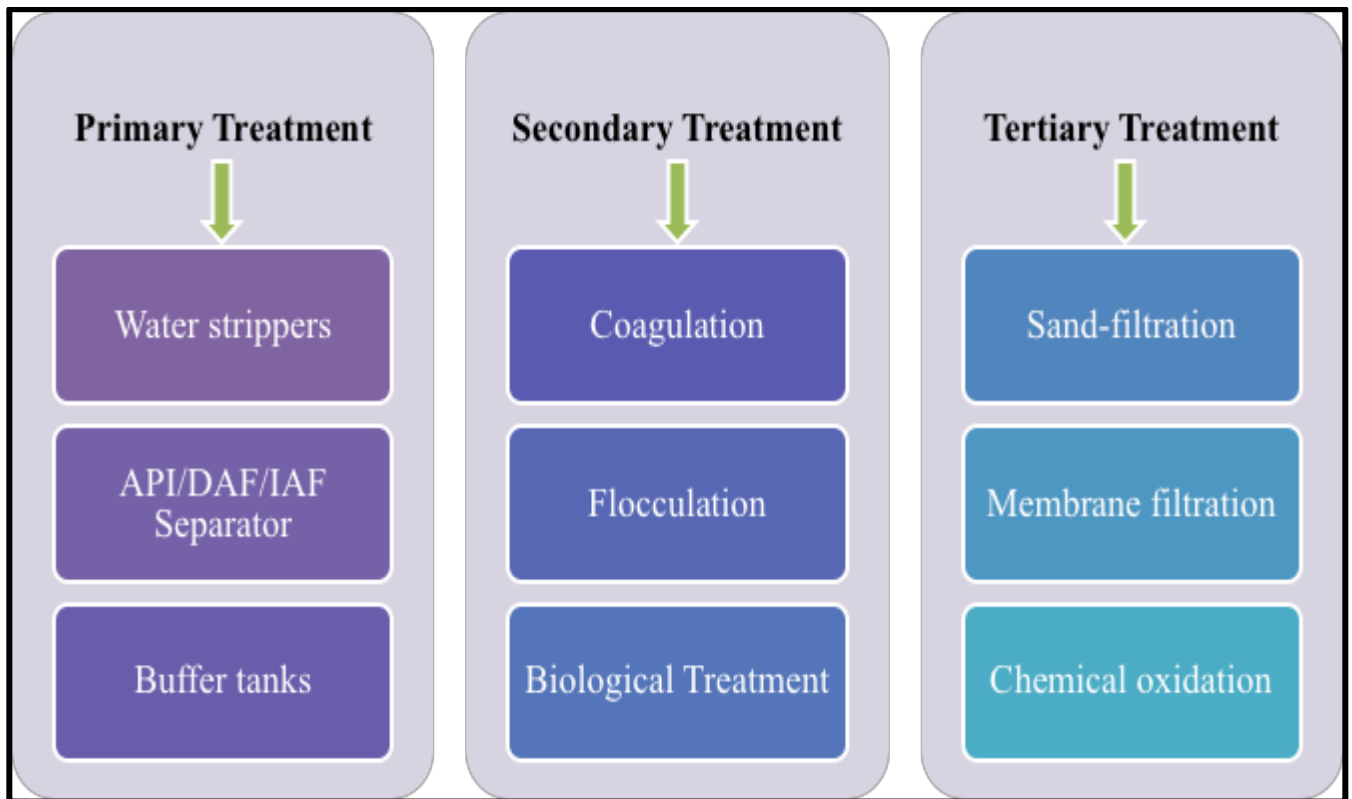 Primary Treatment
Water strippers
API/DAF/IAF
Separator
Buffer tanks
Secondary Treatment
Coagulation
Flocculation
Biological Treatment
Tertiary Treatment
Sand-filtration
Membrane filtration
Chemical oxidation